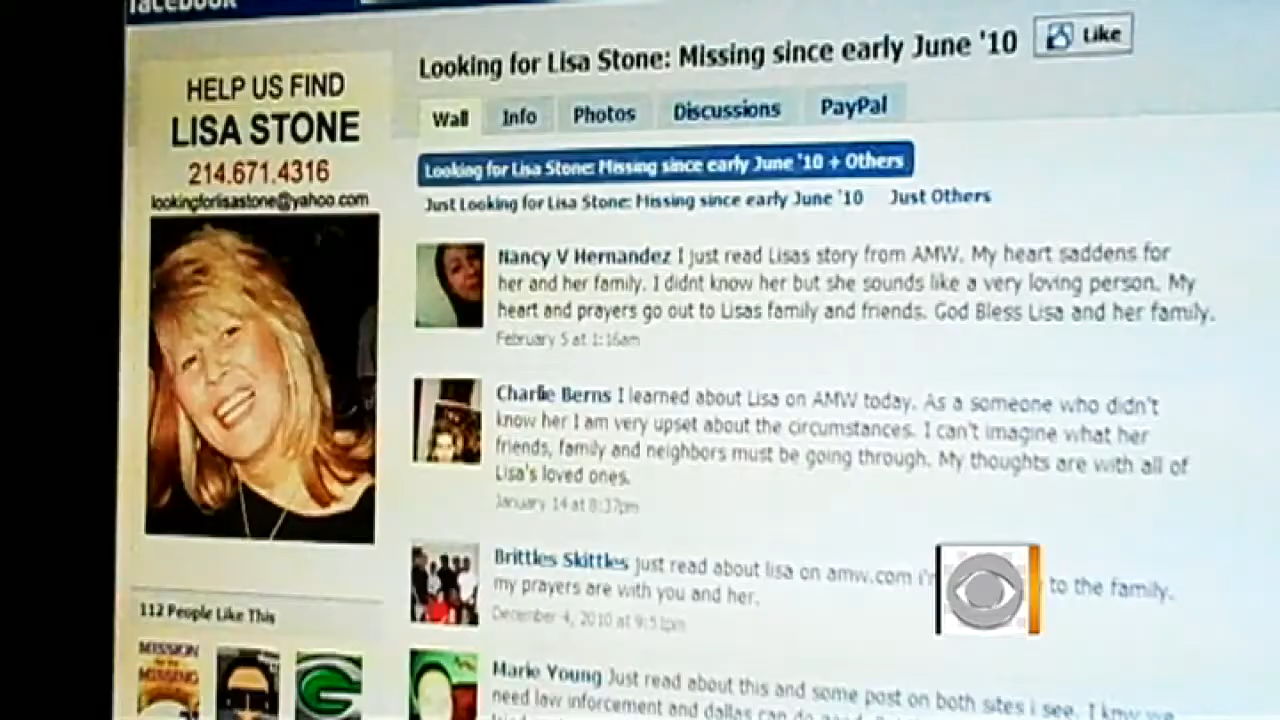 facebook
HELP US FIND
LISA STONE
214.671.4316
lookingforlisastone@yahoo.com
Looking for Lisa Stone: Missing since early June '10
Like
Wall Info Photos Discussions PayPal
Looking for Lisa Stone: Missing since early June '10 + Others
Just Looking for Lisa Stone: Missing since early June '10 Just Others
Nancy V Hernandez I just read Lisas story from AMW. My heart saddens for
her and her family. I didnt know her but she sounds like a very loving person. My
heart and prayers go out to Lisas family and friends. God Bless Lisa and her family.
February 5 at 1:16am
Charlie Berns I learned about Lisa on AMW today. As a someone who didn't
know her I am very upset about the circumstances. I can't imagine what her
friends, family and neighbors must be going through. My thoughts are with all of
Lisa's loved ones.
January 14 at 8:37pm
Brittles Skittles just read about lisa on amw.com to the family.
my prayers are with you and her.
December 4, 2010 at 9:51pm
112 People Like This
MISSION
MISSING
G
Marie Young Just read about this and some post on both sites i see. I
need law inforcement and dallas can do